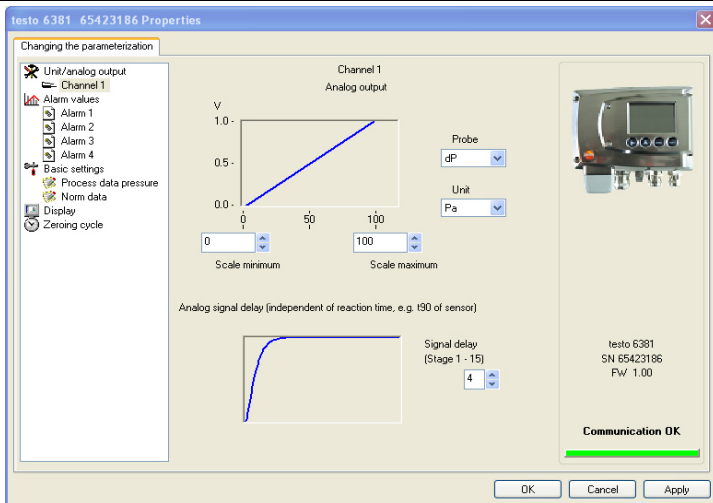 testo 6381 65423186 Properties
Changing the parameterization
Unit/analog output
Channel 1
Alarm values
Alarm 1
Alarm 2
Alarm 3
Alarm 4
Basic settings
Process data pressure
Norm data
Display
Zeroing cycle
Channel 1
Analog output
V
1.0 -
0.5 -
0.0 -
0 50 100
0 100
Scale minimum Scale maximum
Probe
dP
Unit
Pa
Analog signal delay (independent of reaction time, e.g. t90 of sensor)
Signal delay
(Stage 1 - 15)
4
testo 6381
SN 65423186
FW 1.00
Communication OK
OK Cancel Apply